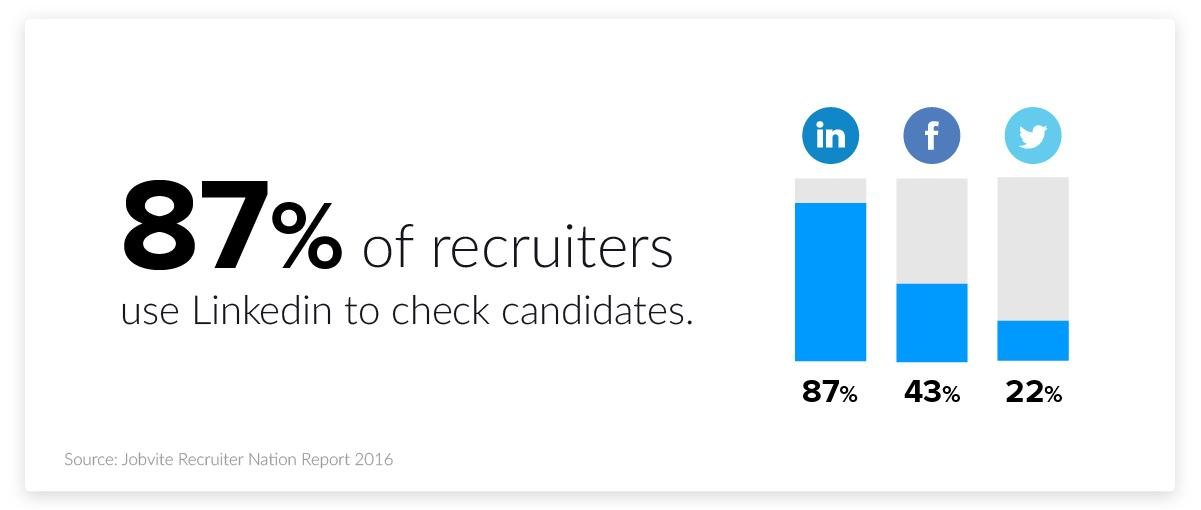 87% of recruiters
use Linkedin to check candidates.
in
f
87%
43%
22%
Source: Jobvite Recruiter Nation Report 2016